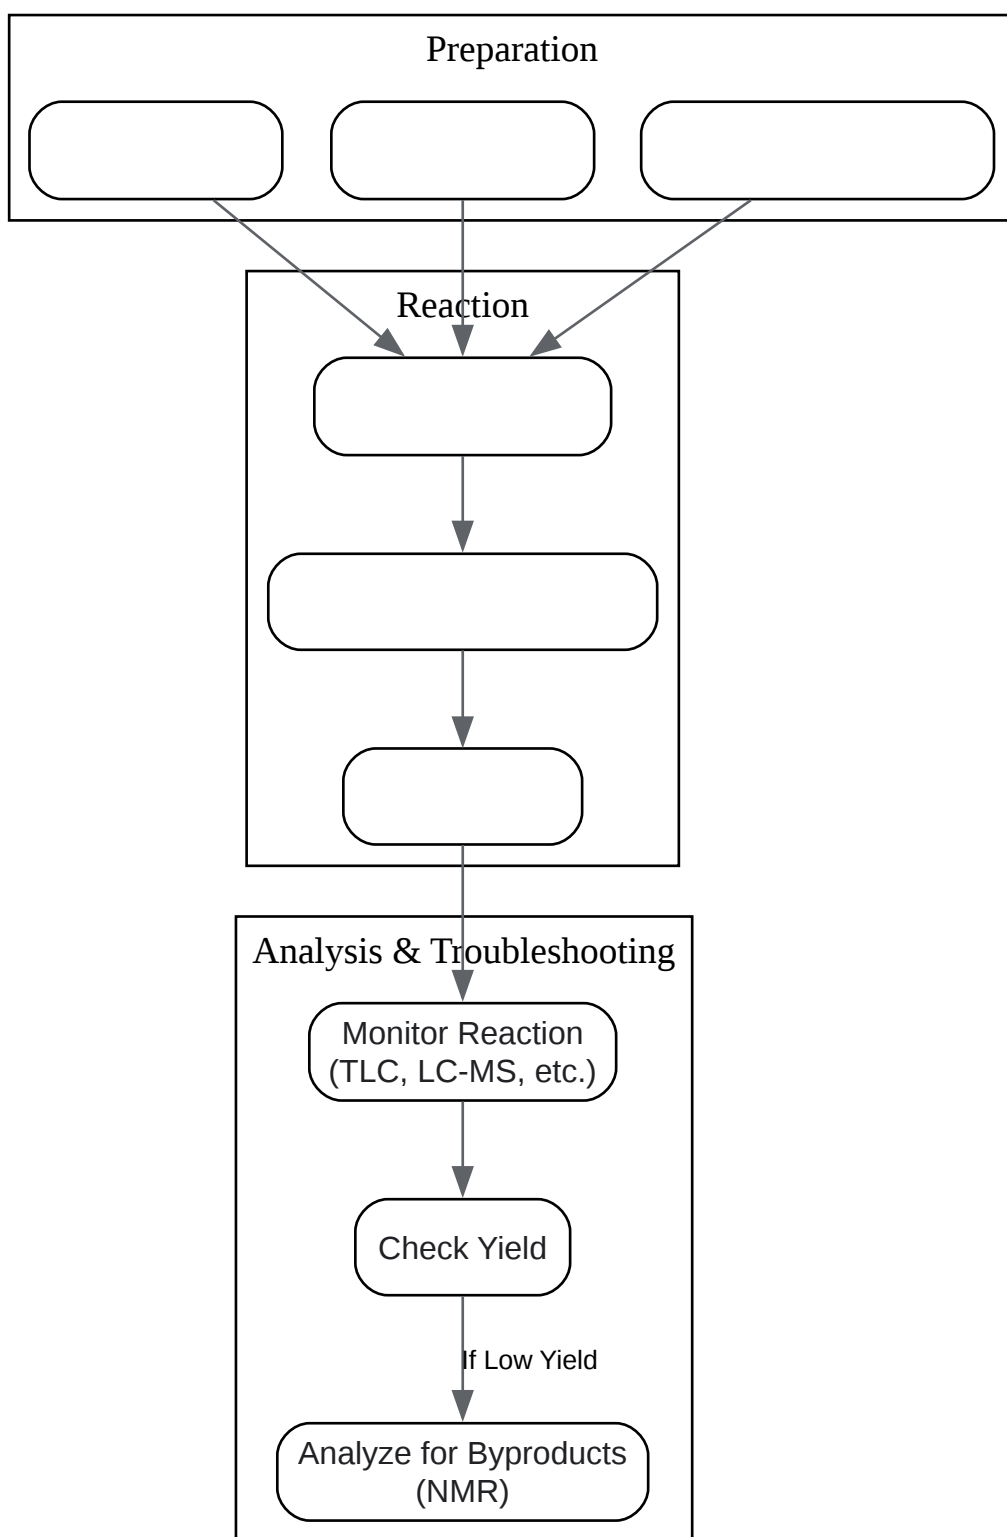 Preparation
Reaction
Analysis & Troubleshooting
Monitor Reaction
(TLC, LC-MS, etc.)
Check Yield
If Low Yield
Analyze for Byproducts
(NMR)